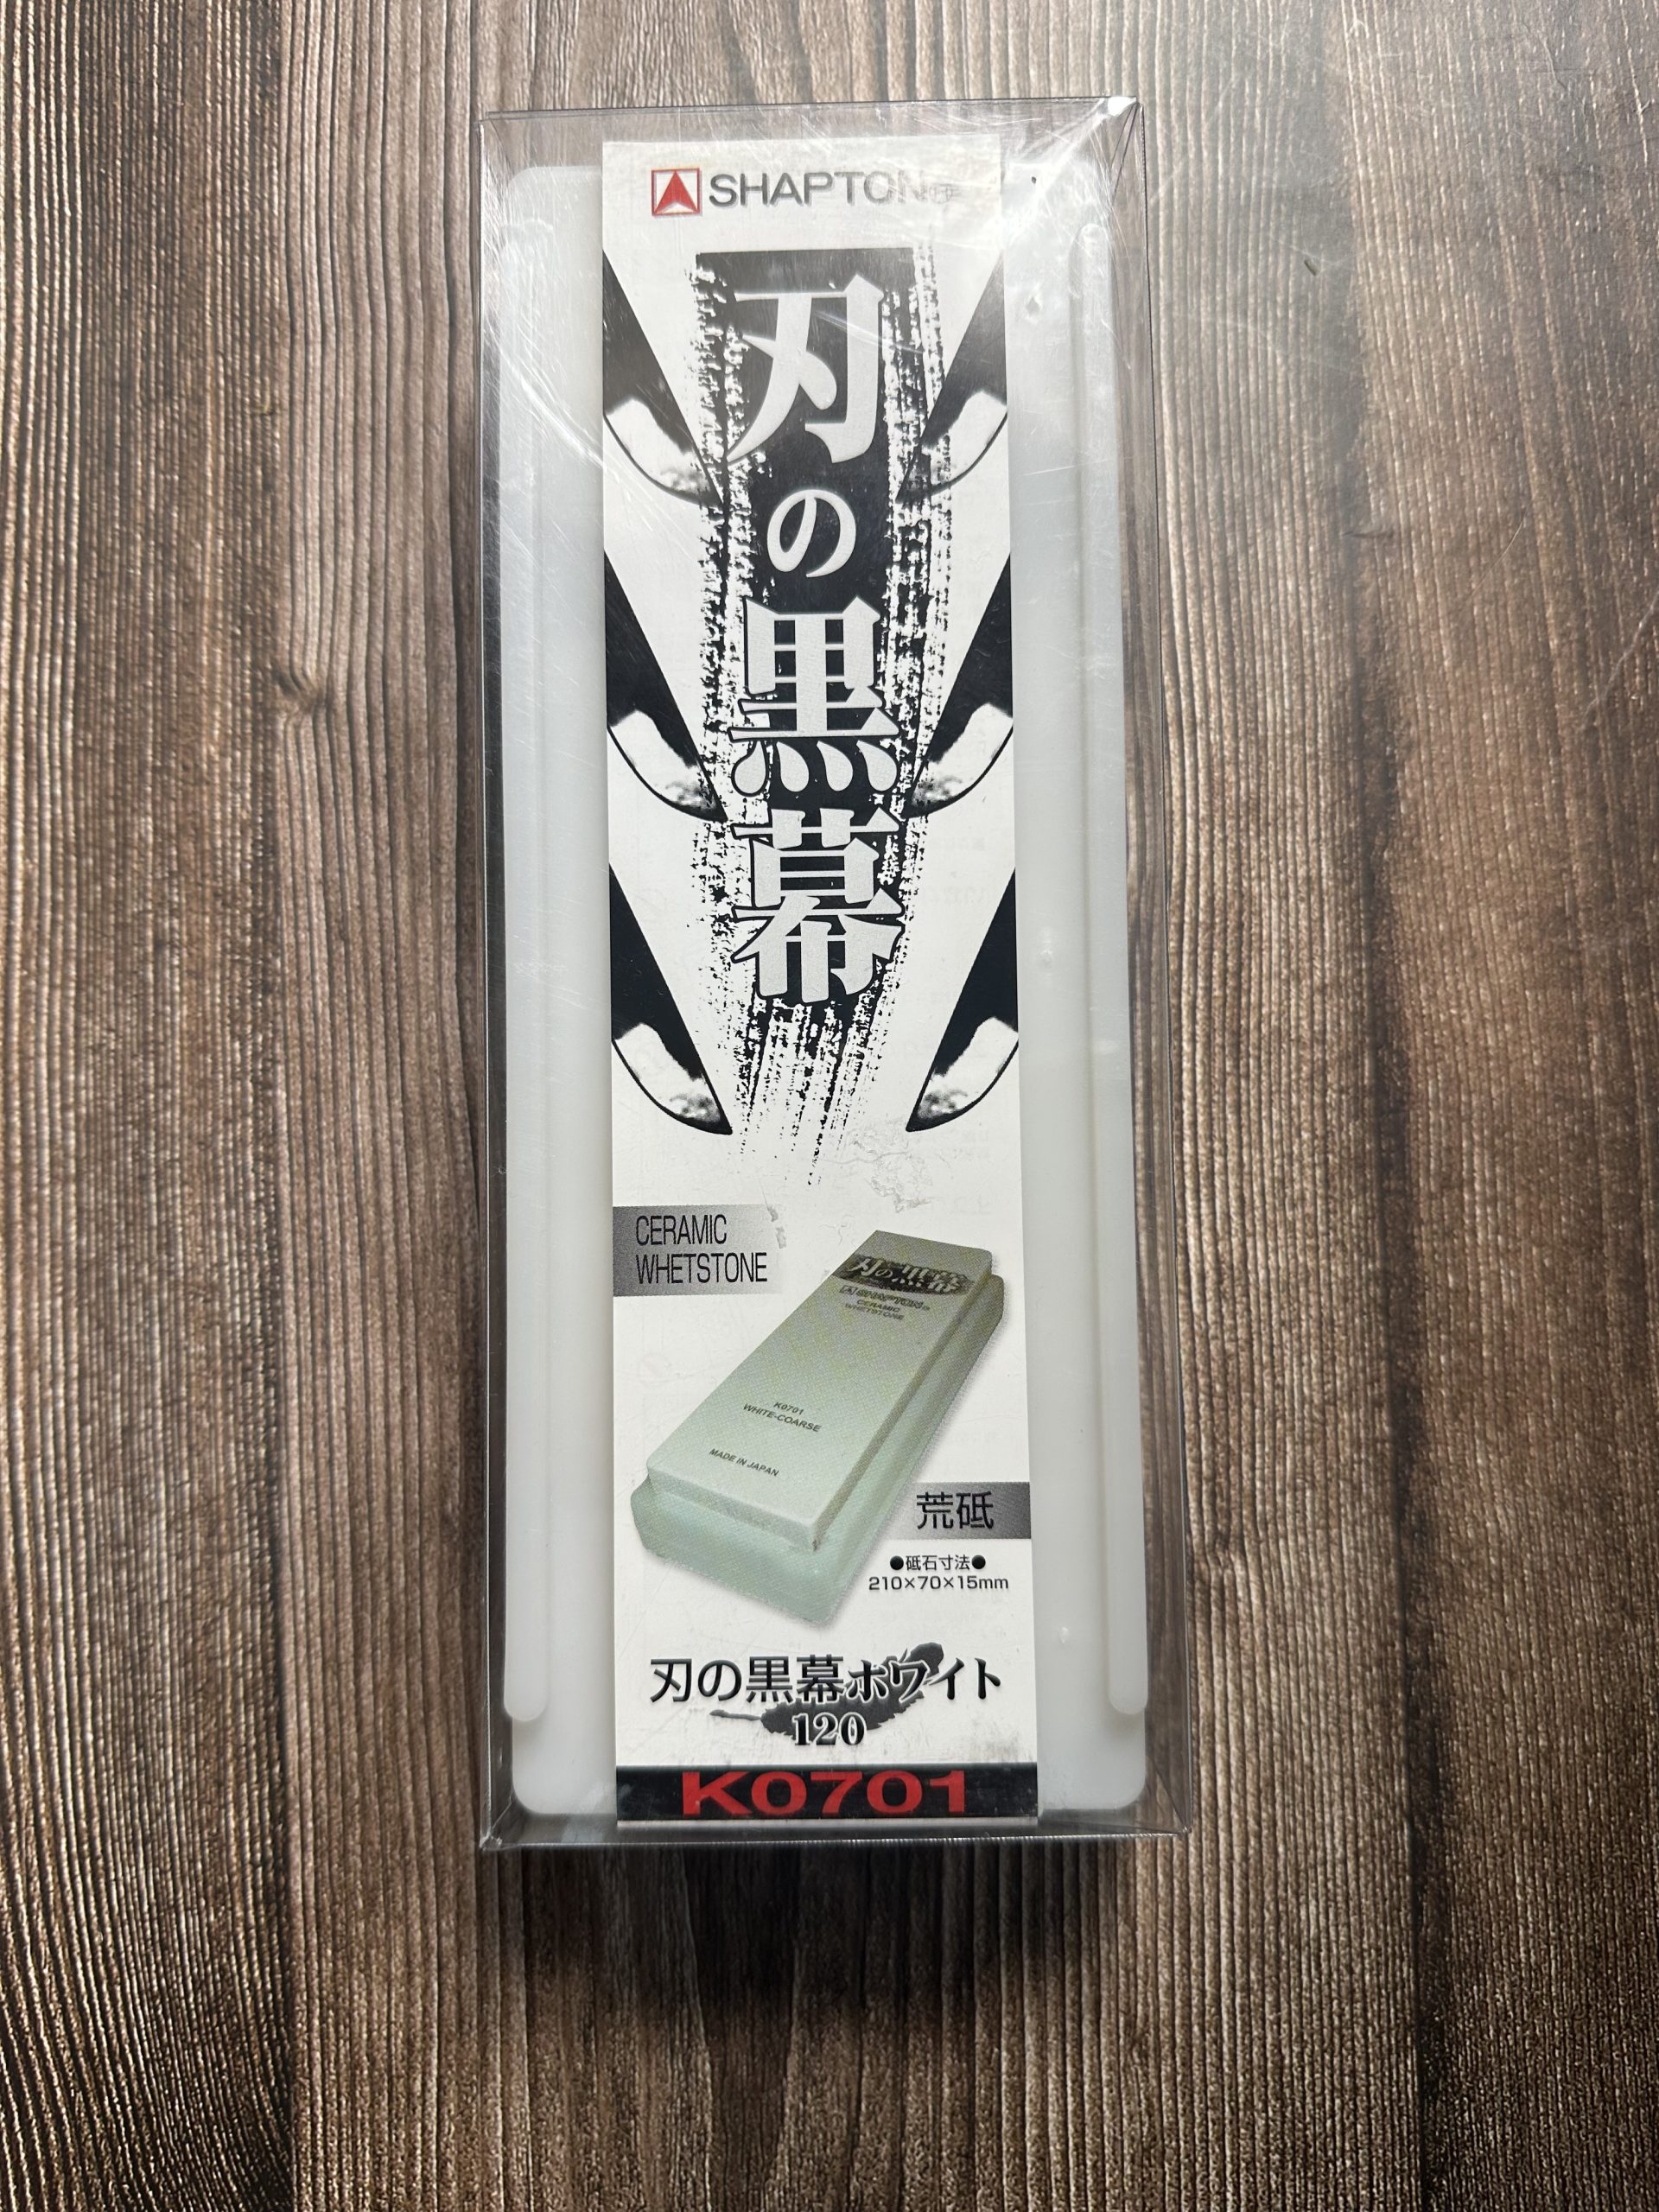 SHAPTON
刃の黒幕
CERAMIC
WHETSTONE
刃の黒幕
SHAPTON
CERAMIC
WHETSTONE
K0701
WHITE-COARSE
MADE IN JAPAN
荒砥
●砥石寸法●
210×70×15mm
刃の黒幕ホワイト
120
K0701